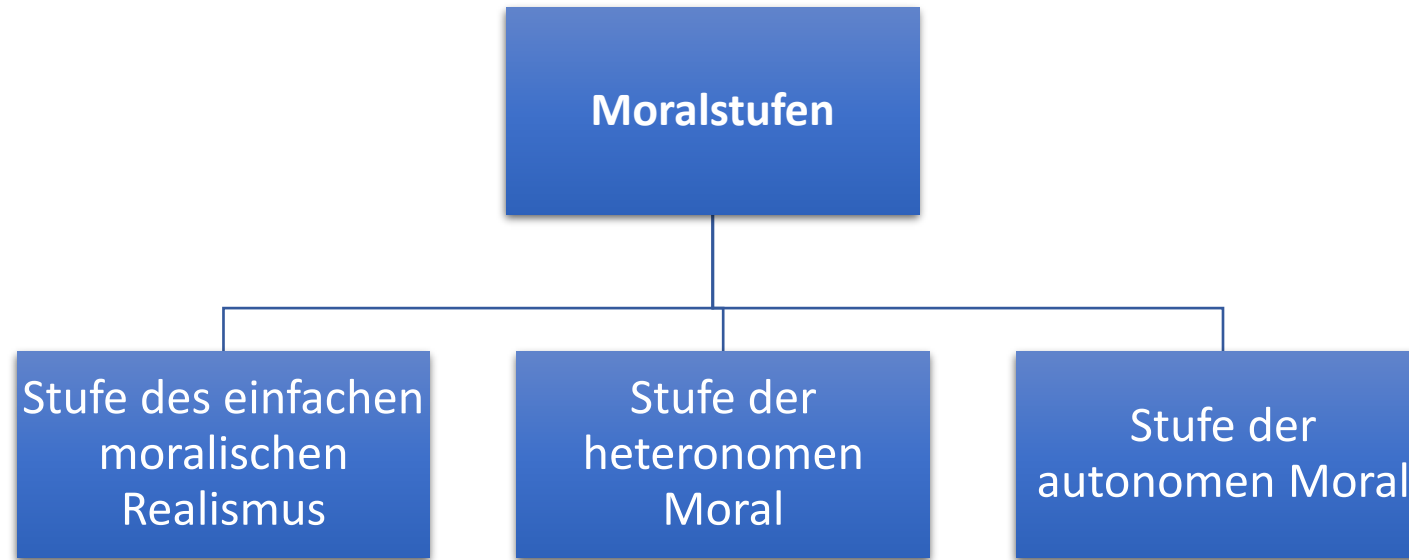 Moralstufen
Stufe des einfachen
moralischen
Realismus
Stufe der
heteronomen
Moral
Stufe der
autonomen Moral